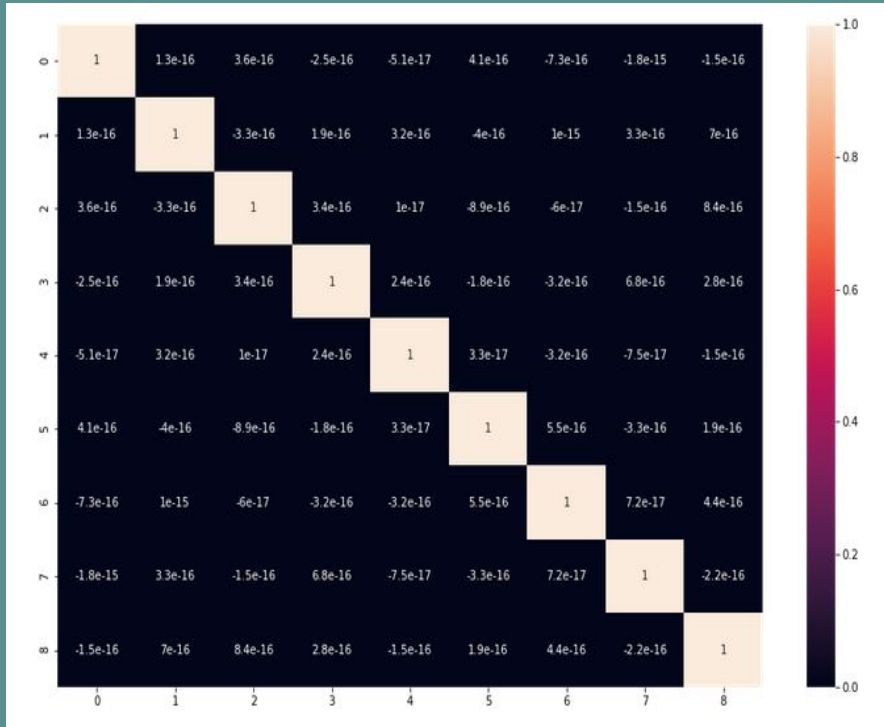 0 1 1.3e-16 3.6e-16 -2.5e-16 -5.1e-17 4.1e-16 -7.3e-16 -1.8e-15 -1.5e-16
1 1.3e-16 1 -3.3e-16 1.9e-16 3.2e-16 -4e-16 1e-15 3.3e-16 7e-16
2 3.6e-16 -3.3e-16 1 3.4e-16 1e-17 -8.9e-16 -6e-17 -1.5e-16 8.4e-16
3 -2.5e-16 1.9e-16 3.4e-16 1 2.4e-16 -1.8e-16 -3.2e-16 6.8e-16 2.8e-16
4 -5.1e-17 3.2e-16 1e-17 2.4e-16 1 3.3e-17 -3.2e-16 -7.5e-17 -1.5e-16
5 4.1e-16 -4e-16 -8.9e-16 -1.8e-16 3.3e-17 1 5.5e-16 -3.3e-16 1.9e-16
6 -7.3e-16 1e-15 -6e-17 -3.2e-16 -3.2e-16 5.5e-16 1 7.2e-17 4.4e-16
7 -1.8e-15 3.3e-16 -1.5e-16 6.8e-16 -7.5e-17 -3.3e-16 7.2e-17 1 -2.2e-16
8 -1.5e-16 7e-16 8.4e-16 2.8e-16 -1.5e-16 1.9e-16 4.4e-16 -2.2e-16 1
0 1 2 3 4 5 6 7 8
1.0
0.8
0.6
0.4
0.2
0.0